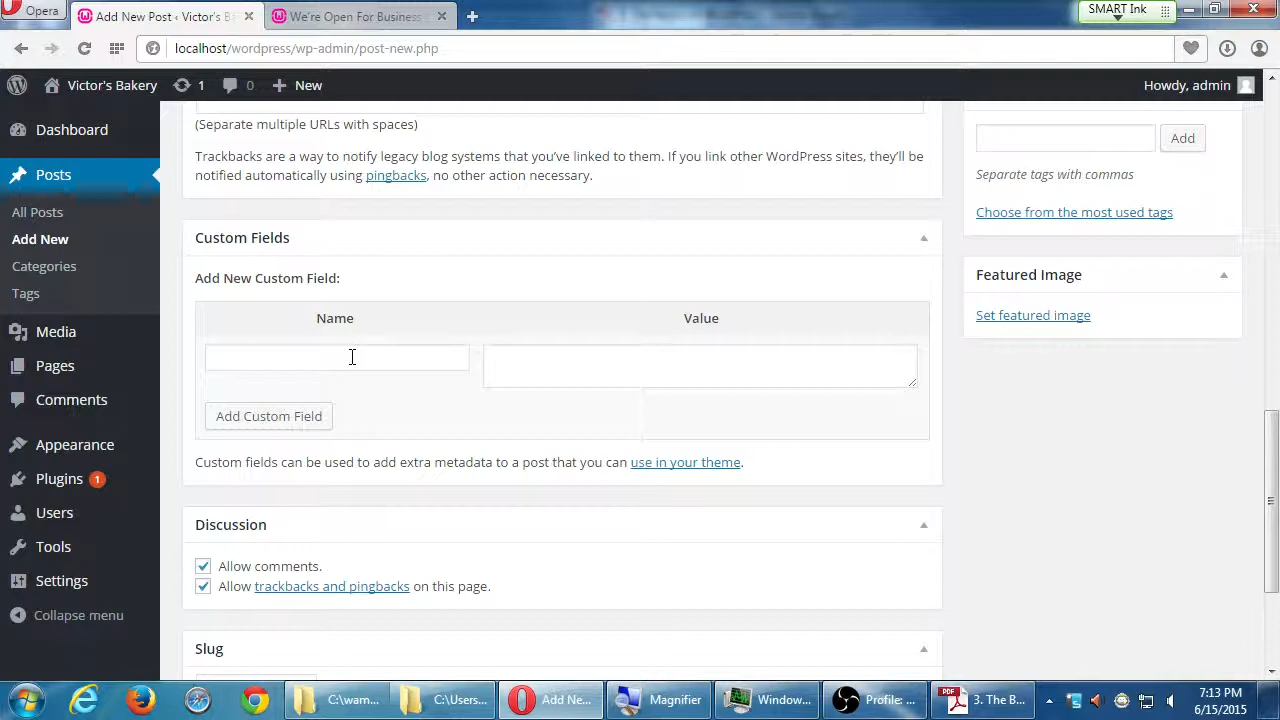 Opera
Add New Post ‹ Victor's B
We're Open For Business
SMART Ink
localhost/wordpress/wp-admin/post-new.php
Victor's Bakery
1
0
New
Howdy, admin
Dashboard
Posts
All Posts
Add New
Categories
Tags
Media
Pages
Comments
Appearance
Plugins 1
Users
Tools
Settings
Collapse menu
(Separate multiple URLs with spaces)
Trackbacks are a way to notify legacy blog systems that you've linked to them. If you link other WordPress sites, they'll be
notified automatically using pingbacks, no other action necessary.
Custom Fields
Add New Custom Field:
Name Value
Add Custom Field
Custom fields can be used to add extra metadata to a post that you can use in your theme.
Discussion
Allow comments.
Allow trackbacks and pingbacks on this page.
Slug
Add
Separate tags with commas
Choose from the most used tags
Featured Image
Set featured image
C:\wam...
C:\Users...
Add Ne...
Magnifier
Window...
Profile: ...
PDF
3. The B...
7:13 PM
6/15/2015